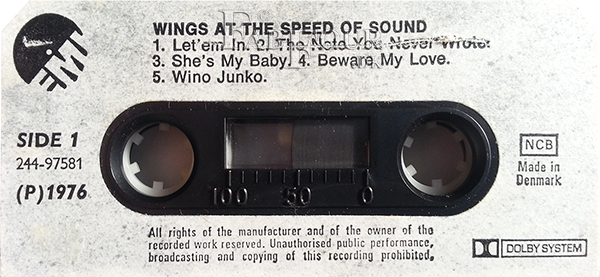 WINGS AT THE SPEED OF SOUND
1. Let'em In. 2. The Note You Never Wrote.
3. She's My Baby. 4. Beware My Love.
5. Wino Junko.
EMI
SIDE 1
244-97581
(P)1976
100 50 0
NCB
Made in
Denmark
All rights of the manufacturer and of the owner of the
recorded work reserved. Unauthorised public performance,
broadcasting and copying of this recording prohibited.
DOLBY SYSTEM